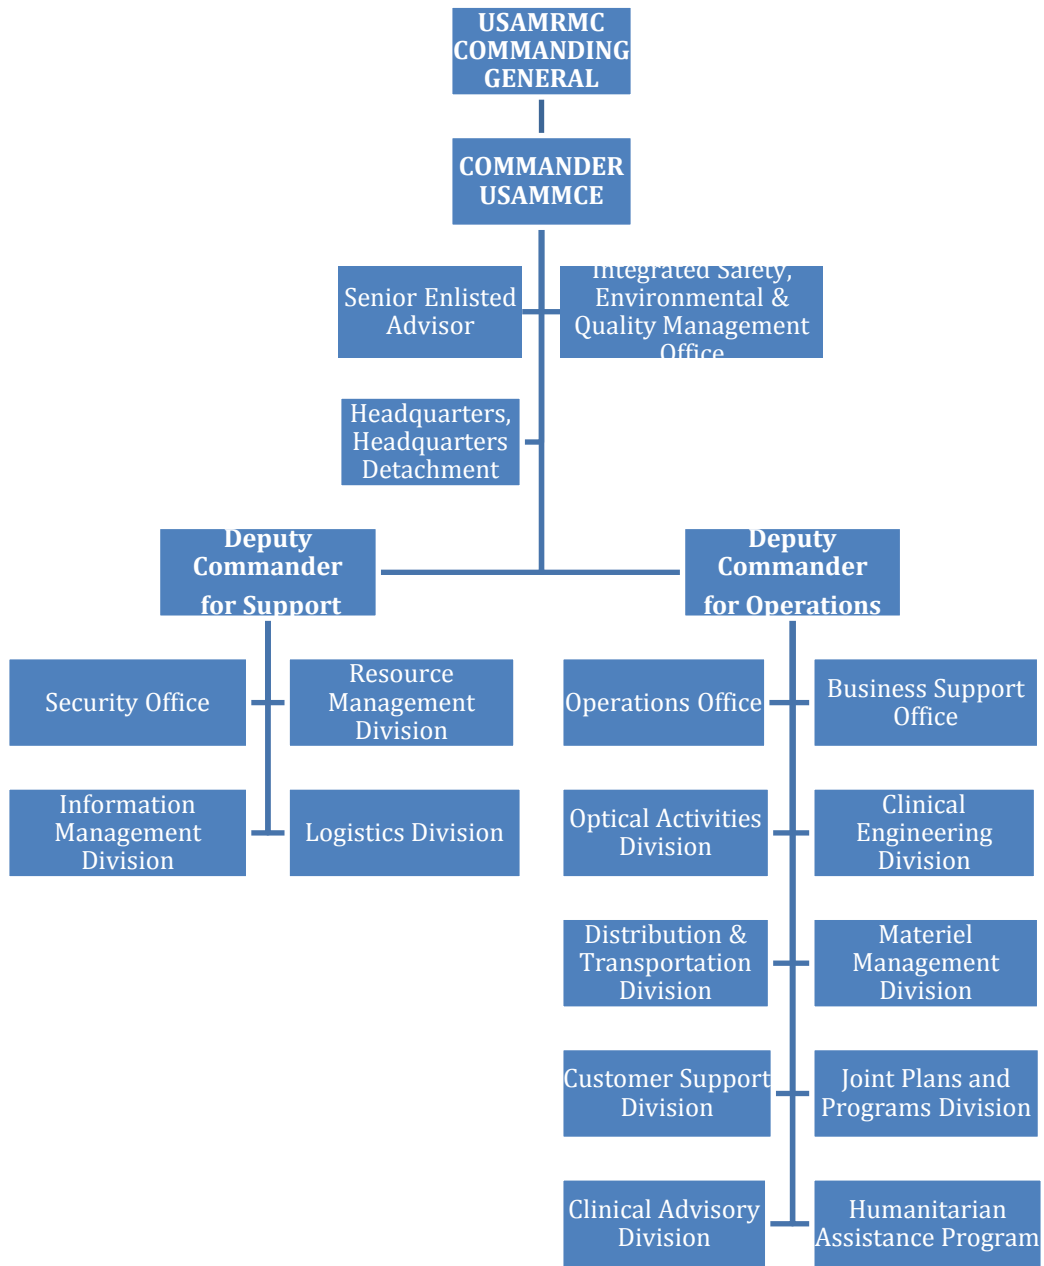 USAMRMC
COMMANDING
GENERAL
COMMANDER
USAMMCE
Senior Enlisted
Advisor
Integrated Safety,
Environmental &
Quality Management
Office
Headquarters,
Headquarters
Detachment
Deputy
Commander
for Support
Deputy
Commander
for Operations
Security Office
Resource
Management
Division
Operations Office
Business Support
Office
Information
Management
Division
Logistics Division
Optical Activities
Division
Clinical
Engineering
Division
Distribution &
Transportation
Division
Materiel
Management
Division
Customer Support
Division
Joint Plans and
Programs Division
Clinical Advisory
Division
Humanitarian
Assistance Program